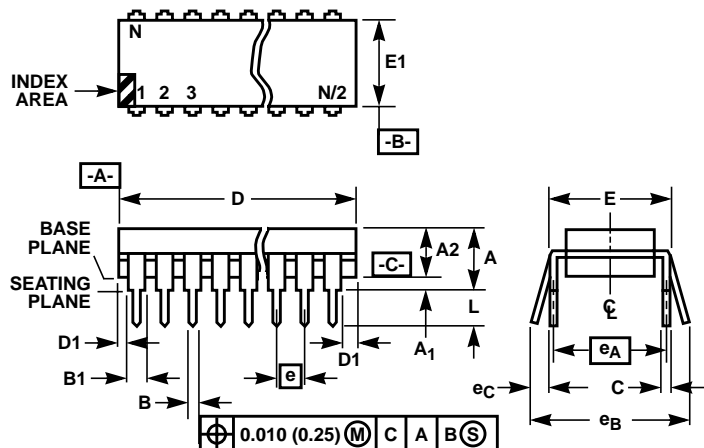 N
E1
INDEX
AREA
1 2 3 N/2
-B-
-A-
D
E
BASE
PLANE
A2
A
-C-
SEATING
PLANE
L
C
L
D1
A1
D1
eA
B1
e
eC
C
B
eB
0.010 (0.25) M C A B S